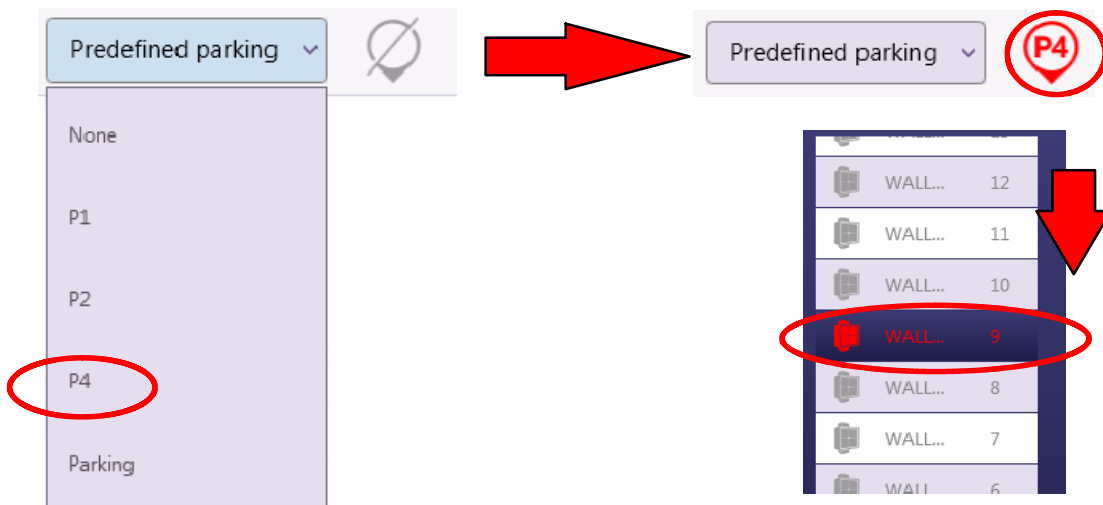 Predefined parking
None
P1
P2
P4
Parking
Predefined parking
P4
WALL... 12
WALL... 11
WALL... 10
WALL... 9
WALL... 8
WALL... 7